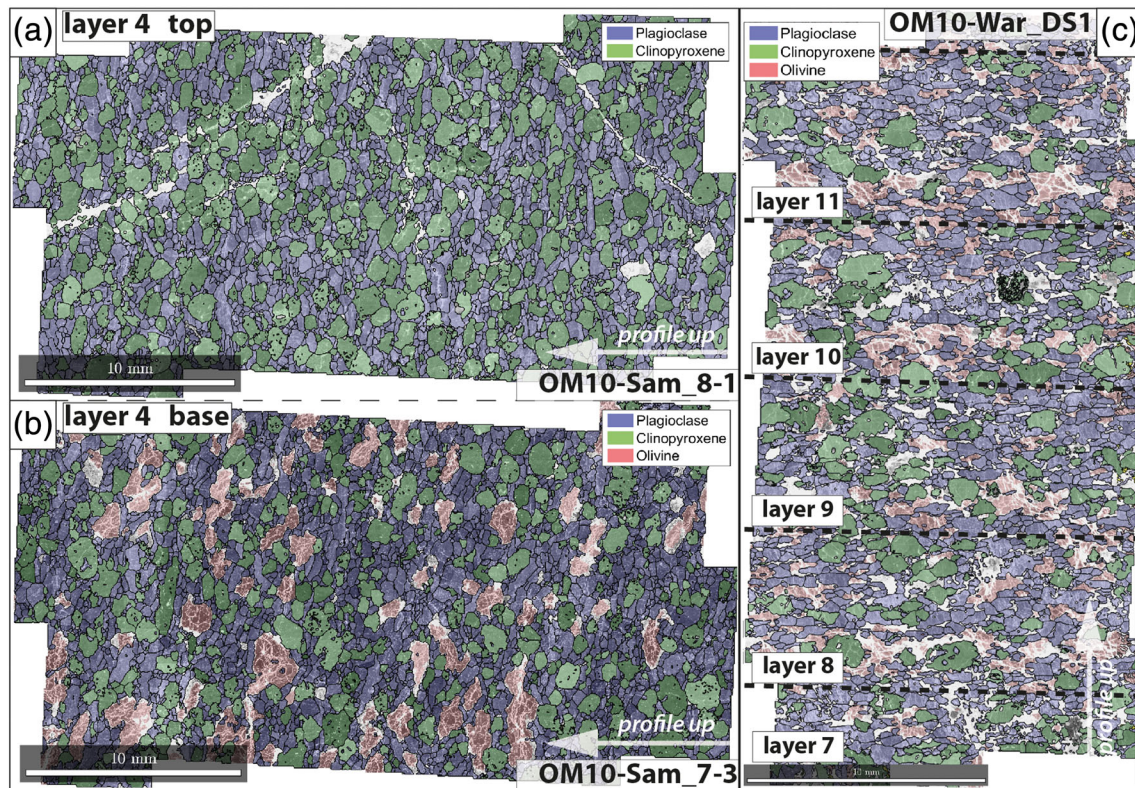 (a) layer 4 top
Plagioclase
Clinopyroxene
profile up
10 mm
OM10-Sam_8-1
(b) layer 4 base
Plagioclase
Clinopyroxene
Olivine
profile up
10 mm
OM10-Sam_7-3
OM10-War_DS1 (c)
Plagioclase
Clinopyroxene
Olivine
layer 11
layer 10
layer 9
layer 8
profile up
layer 7
10 mm